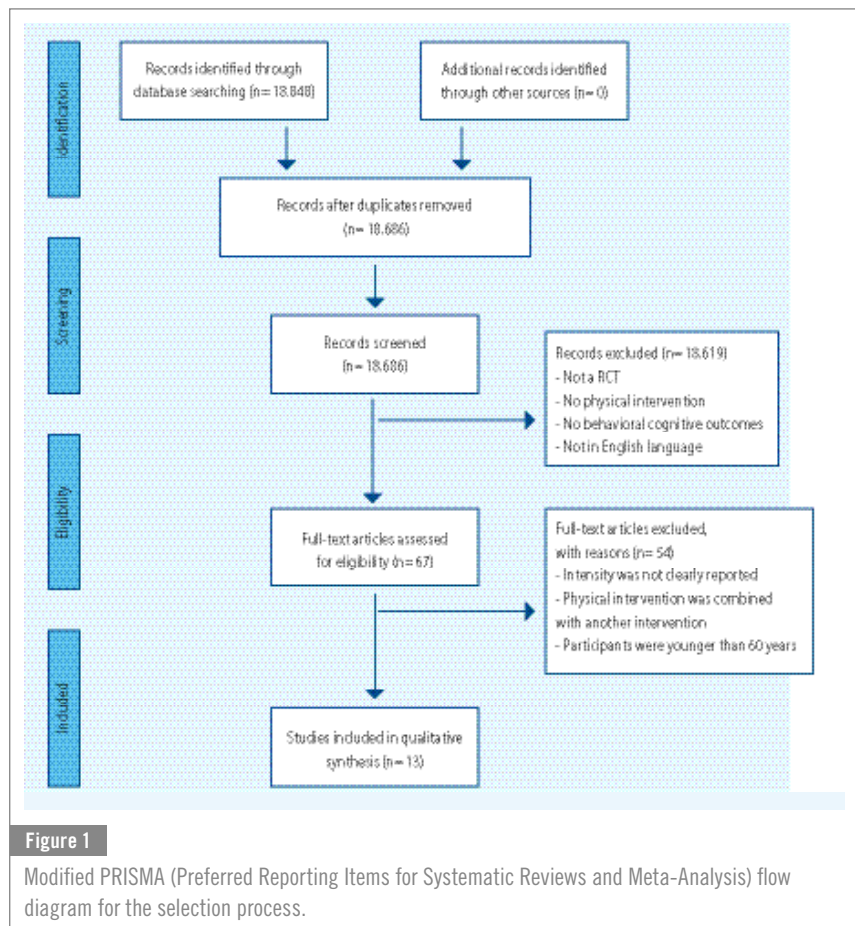 Identification
Records identified through
database searching (n= 18.848)
Additional records identified
through other sources (n= 0)
Records after duplicates removed
(n= 18.686)
Screening
Records screened
(n= 18.686)
Records excluded (n= 18.619)
- Not a RCT
- No physical intervention
- No behavioral cognitive outcomes
- Not in English language
Eligibility
Full-text articles assessed
for eligibility (n= 67)
Full-text articles excluded,
with reasons (n= 54)
- Intensity was not clearly reported
- Physical intervention was combined
with another intervention
- Participants were younger than 60 years
Included
Studies included in qualitative
synthesis (n= 13)
Figure 1
Modified PRISMA (Preferred Reporting Items for Systematic Reviews and Meta-Analysis) flow
diagram for the selection process.